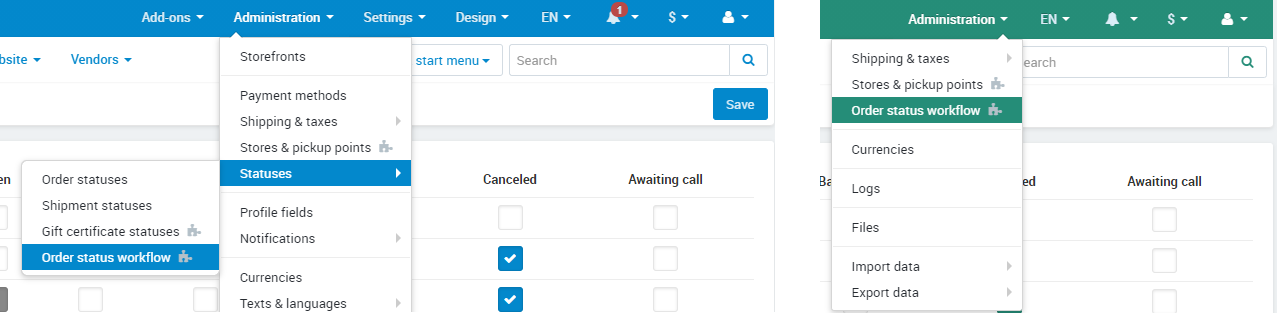 Add-ons Administration Settings Design EN 1 $
bsite Vendors start menu Search
Save
Storefronts
Payment methods
Shipping & taxes
Stores & pickup points
Statuses
Profile fields
Notifications
Currencies
Texts & languages
Order statuses
Shipment statuses
Gift certificate statuses
Order status workflow
en Canceled Awaiting call
Administration EN $
earch
Shipping & taxes
Stores & pickup points
Order status workflow
Currencies
Logs
Files
Import data
Export data
Ba ed Awaiting call